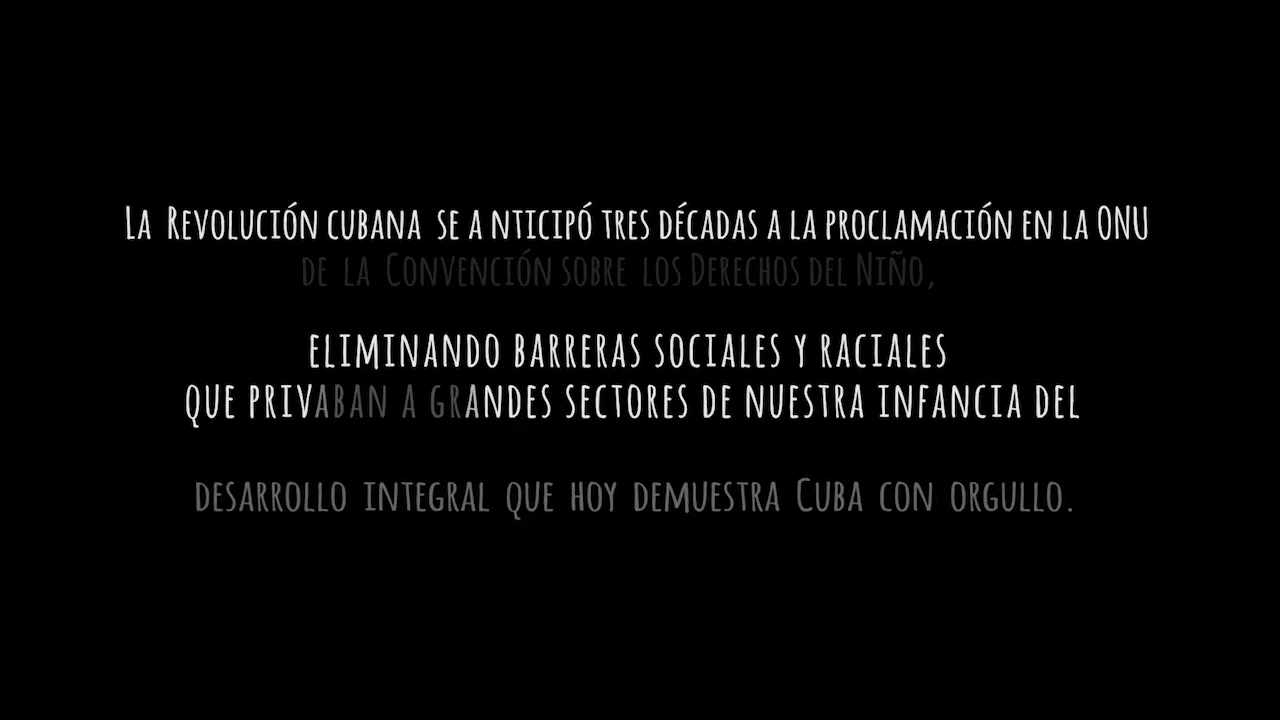 La Revolución cubana se a nticipó tres décadas a la proclamación en la ONU
de la Convención sobre los Derechos del Niño,
eliminando barreras sociales y raciales
que privaban a grandes sectores de nuestra infancia del
desarrollo integral que hoy demuestra Cuba con orgullo.